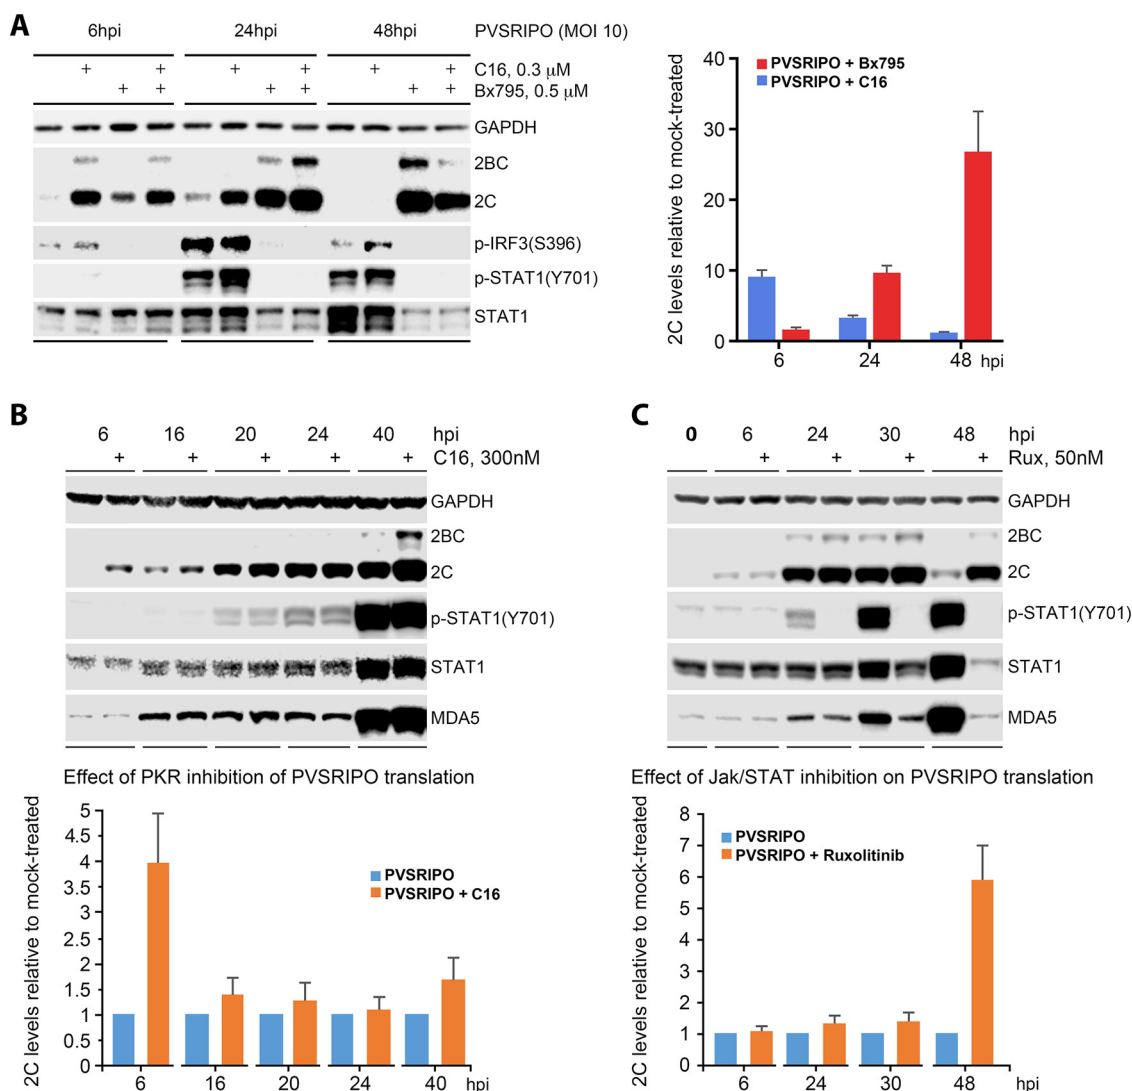 A
6hpi 24hpi 48hpi PVSRIPO (MOI 10)
+ + + + + + C16, 0.3 μM
+ + + + + + Bx795, 0.5 μM
GAPDH
2BC
2C
p-IRF3(S396)
p-STAT1(Y701)
STAT1
2C levels relative to mock-treated
40
30
20
10
0
PVSRIPO + Bx795
PVSRIPO + C16
6 24 48 hpi
B
6 16 20 24 40 hpi
+ + + + + C16, 300nM
GAPDH
2BC
2C
p-STAT1(Y701)
STAT1
MDA5
Effect of PKR inhibition of PVSRIPO translation
2C levels relative to mock-treated
5
4.5
4
3.5
3
2.5
2
1.5
1
0.5
0
PVSRIPO
PVSRIPO + C16
6 16 20 24 40 hpi
C
0 6 24 30 48 hpi
+ + + + Rux, 50nM
GAPDH
2BC
2C
p-STAT1(Y701)
STAT1
MDA5
Effect of Jak/STAT inhibition on PVSRIPO translation
2C levels relative to mock-treated
8
7
6
5
4
3
2
1
0
PVSRIPO
PVSRIPO + Ruxolitinib
6 24 30 48 hpi